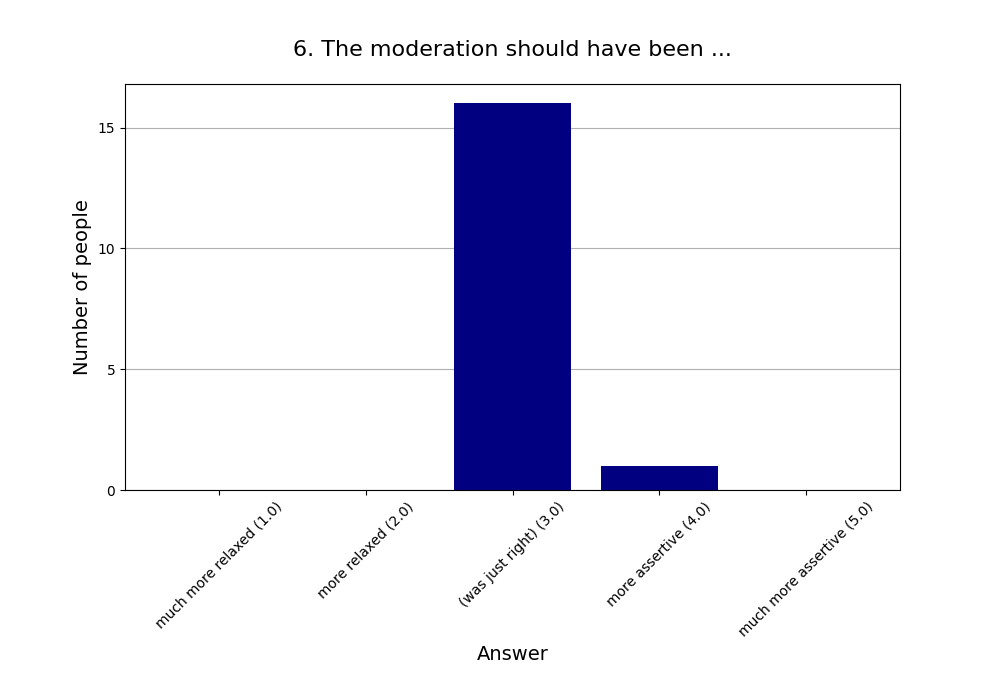 6. The moderation should have been ...
Number of people
15
10
5
0
much more relaxed (1.0)
more relaxed (2.0)
(was just right) (3.0)
more assertive (4.0)
much more assertive (5.0)
Answer